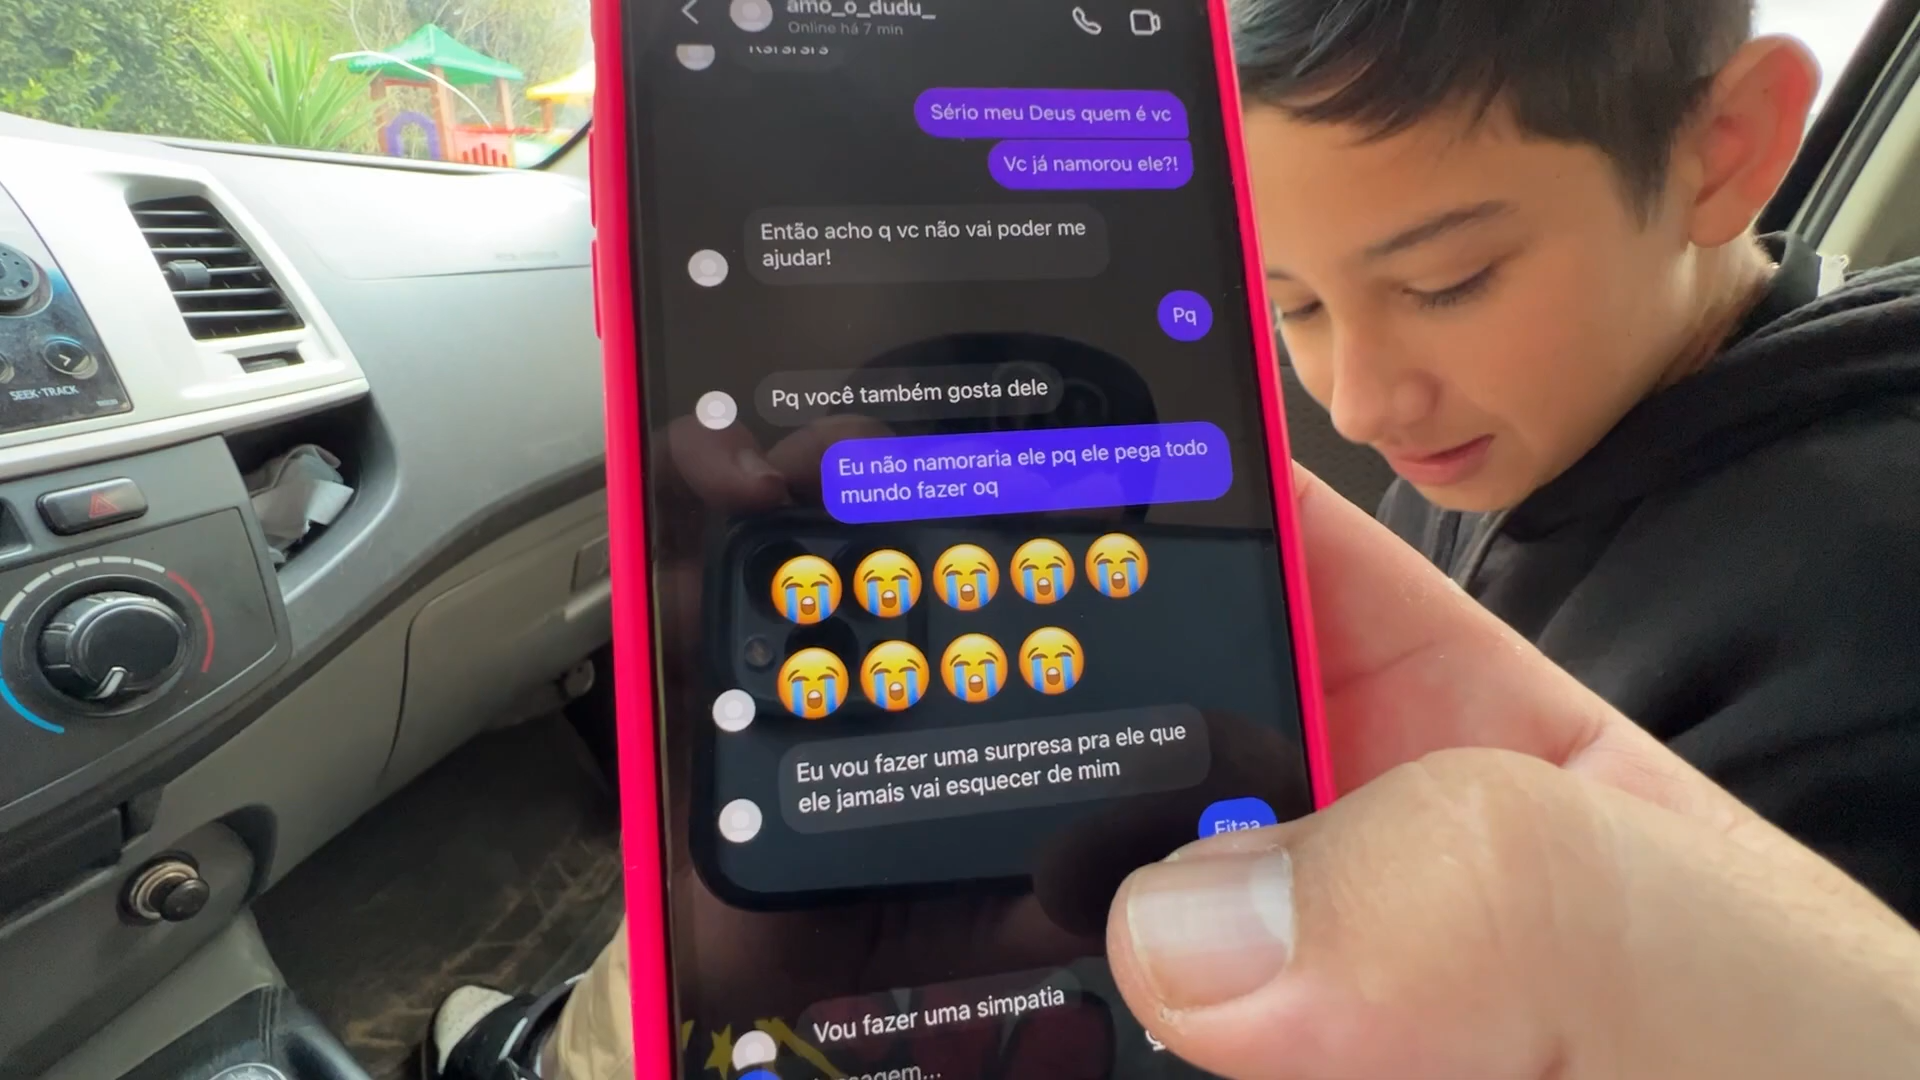 amo_o_dudu_
Online há 7 min
Sério meu Deus quem é vc
Vc já namorou ele?!
Então acho q vc não vai poder me
ajudar!
Pq
Pq você também gosta dele
Eu não namoraria ele pq ele pega todo
mundo fazer oq
😭😭😭😭😭
😭😭😭😭
Eu vou fazer uma surpresa pra ele que
ele jamais vai esquecer de mim
Eitaa
Vou fazer uma simpatia
SEEK·TRACK